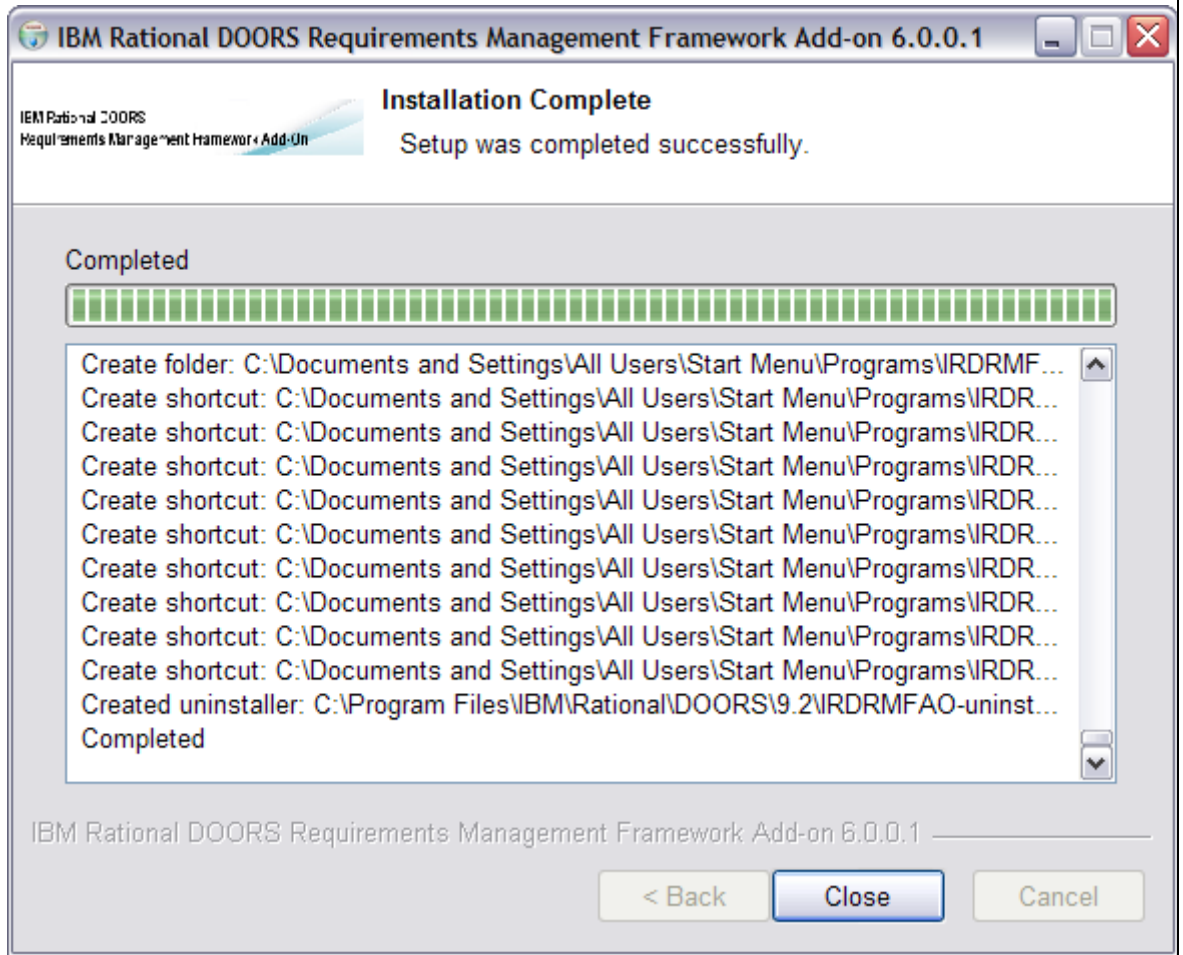 IBM Rational DOORS Requirements Management Framework Add-on 6.0.0.1
IBM Rational DOORS
Requirements Management Framework Add-On
Installation Complete
Setup was completed successfully.
Completed
Create folder: C:\Documents and Settings\All Users\Start Menu\Programs\IRDRMF...
Create shortcut: C:\Documents and Settings\All Users\Start Menu\Programs\IRDR...
Create shortcut: C:\Documents and Settings\All Users\Start Menu\Programs\IRDR...
Create shortcut: C:\Documents and Settings\All Users\Start Menu\Programs\IRDR...
Create shortcut: C:\Documents and Settings\All Users\Start Menu\Programs\IRDR...
Create shortcut: C:\Documents and Settings\All Users\Start Menu\Programs\IRDR...
Create shortcut: C:\Documents and Settings\All Users\Start Menu\Programs\IRDR...
Create shortcut: C:\Documents and Settings\All Users\Start Menu\Programs\IRDR...
Create shortcut: C:\Documents and Settings\All Users\Start Menu\Programs\IRDR...
Create shortcut: C:\Documents and Settings\All Users\Start Menu\Programs\IRDR...
Created uninstaller: C:\Program Files\IBM\Rational\DOORS\9.2\IRDRMFAO-uninst...
Completed
IBM Rational DOORS Requirements Management Framework Add-on 6.0.0.1
< Back
Close
Cancel